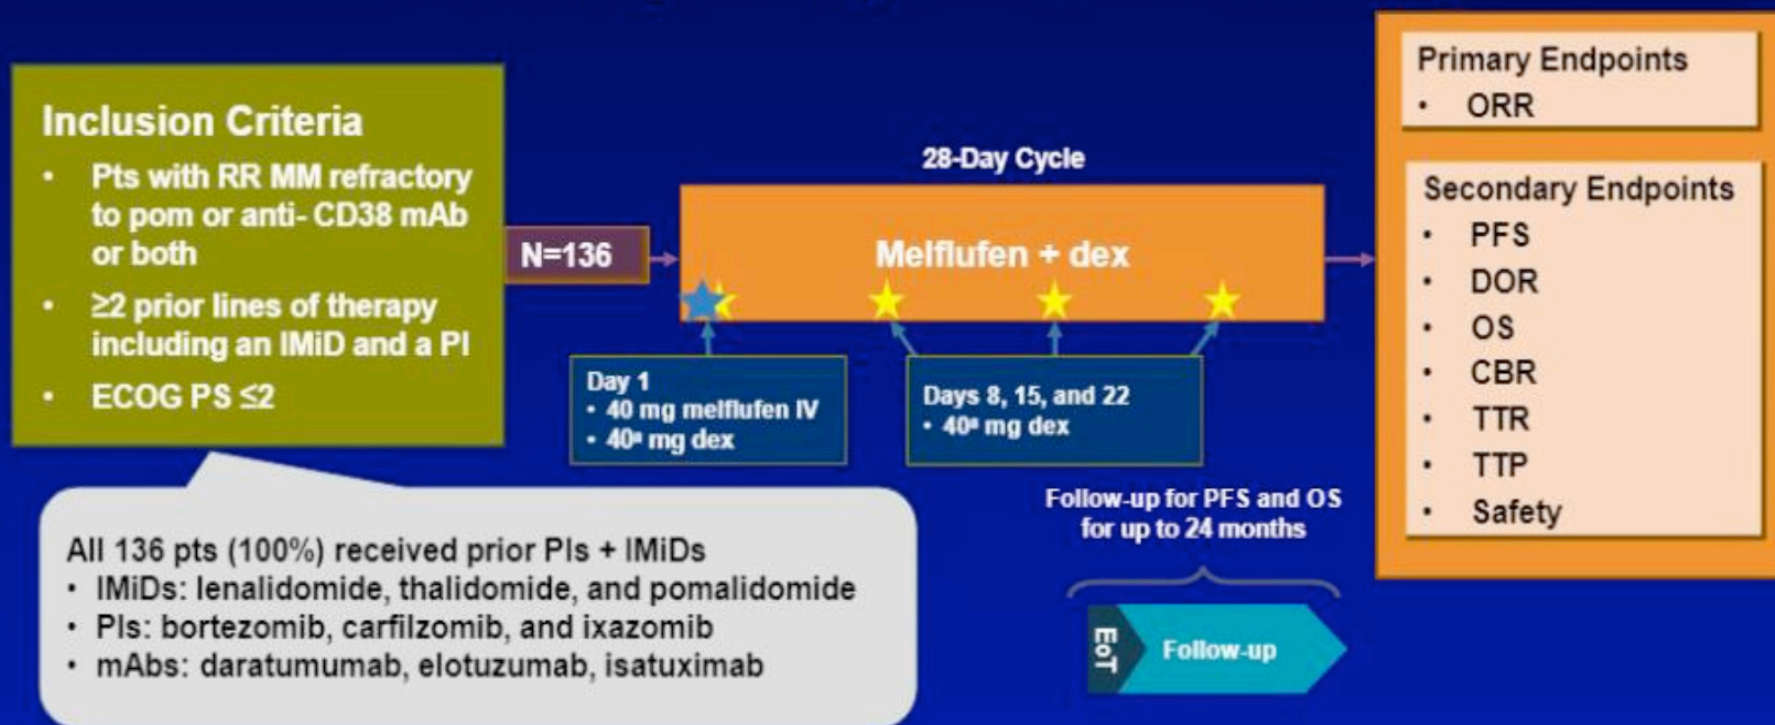 Inclusion Criteria
• Pts with RR MM refractory
to pom or anti- CD38 mAb
or both
• ≥2 prior lines of therapy
including an IMiD and a PI
• ECOG PS ≤2
N=136
28-Day Cycle
Melflufen + dex
Day 1
• 40 mg melflufen IV
• 40ᵃ mg dex
Days 8, 15, and 22
• 40ᵃ mg dex
Primary Endpoints
• ORR
Secondary Endpoints
• PFS
• DOR
• OS
• CBR
• TTR
• TTP
• Safety
All 136 pts (100%) received prior PIs + IMiDs
• IMiDs: lenalidomide, thalidomide, and pomalidomide
• PIs: bortezomib, carfilzomib, and ixazomib
• mAbs: daratumumab, elotuzumab, isatuximab
Follow-up for PFS and OS
for up to 24 months
EoT
Follow-up